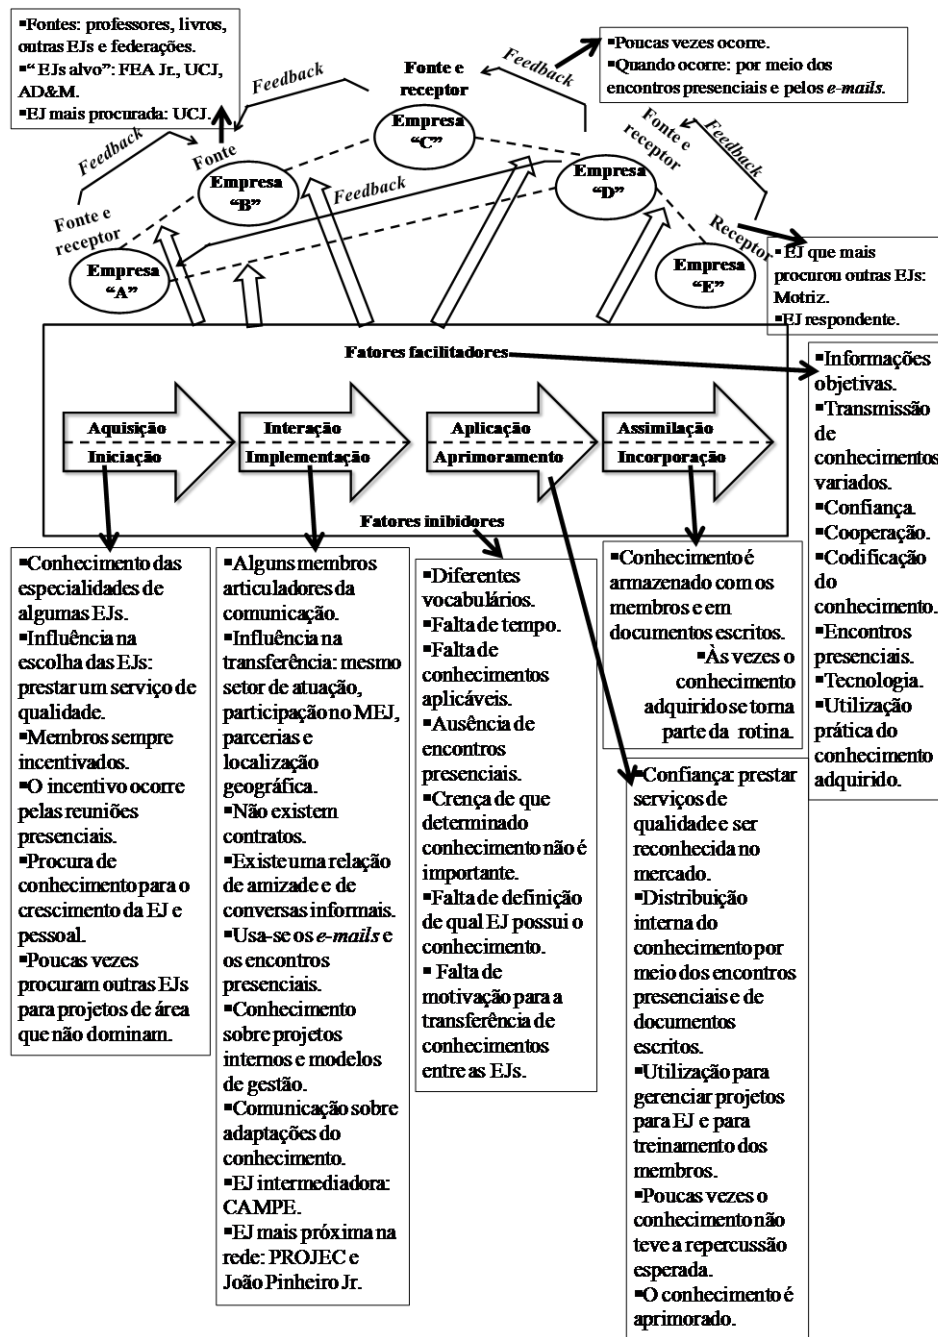 ▪Fontes: professores, livros,
outras EJs e federações.
▪“ EJs alvo”: FEA Jr., UCJ,
AD&M.
▪EJ mais procurada: UCJ.
Feedback
Fonte e
receptor
Feedback
▪Poucas vezes ocorre.
▪Quando ocorre: por meio dos
encontros presenciais e pelos e-mails.
Feedback
Fonte
Empresa
“C”
Fonte e
receptor
Feedback
Empresa
“B”
Feedback
Empresa
“D”
Fonte e
receptor
Receptor
Empresa
“A”
Empresa
“E”
▪EJ que mais
procurou outras EJs:
Motriz.
▪EJ respondente.
Fatores facilitadores
Aquisição
Iniciação
Interação
Implementação
Aplicação
Aprimoramento
Assimilação
Incorporação
Fatores inibidores
▪Informações
objetivas.
▪Transmissão
de
conhecimentos
variados.
▪Confiança.
▪Cooperação.
▪Codificação
do
conhecimento.
▪Encontros
presenciais.
▪Tecnologia.
▪Utilização
prática do
conhecimento
adquirido.
▪Conhecimento das
especialidades de
algumas EJs.
▪Influência na
escolha das EJs:
prestar um serviço de
qualidade.
▪Membros sempre
incentivados.
▪O incentivo ocorre
pelas reuniões
presenciais.
▪Procura de
conhecimento para o
crescimento da EJ e
pessoal.
▪Poucas vezes
procuram outras EJs
para projetos de área
que não dominam.
▪Alguns membros
articuladores da
comunicação.
▪Influência na
transferência: mesmo
setor de atuação,
participação no MEJ,
parcerias e
localização
geográfica.
▪Não existem
contratos.
▪Existe uma relação
de amizade e de
conversas informais.
▪Usa-se os e-mails e
os encontros
presenciais.
▪Conhecimento
sobre projetos
internos e modelos
de gestão.
▪Comunicação sobre
adaptações do
conhecimento.
▪EJ intermediadora:
CAMPE.
▪EJ mais próxima na
rede: PROJEC e
João Pinheiro Jr.
▪Diferentes
vocabulários.
▪Falta de tempo.
▪Falta de
conhecimentos
aplicáveis.
▪Ausência de
encontros
presenciais.
▪Crença de que
determinado
conhecimento não é
importante.
▪Falta de definição
de qual EJ possui o
conhecimento.
▪ Falta de
motivação para a
transferência de
conhecimentos
entre as EJs.
▪Conhecimento é
armazenado com os
membros e em
documentos escritos.
▪Às vezes o
conhecimento
adquirido se torna
parte da rotina.
▪Confiança: prestar
serviços de
qualidade e ser
reconhecida no
mercado.
▪Distribuição
interna do
conhecimento por
meio dos encontros
presenciais e de
documentos
escritos.
▪Utilização para
gerenciar projetos
para EJ e para
treinamento dos
membros.
▪Poucas vezes o
conhecimento não
teve a repercussão
esperada.
▪O conhecimento é
aprimorado.